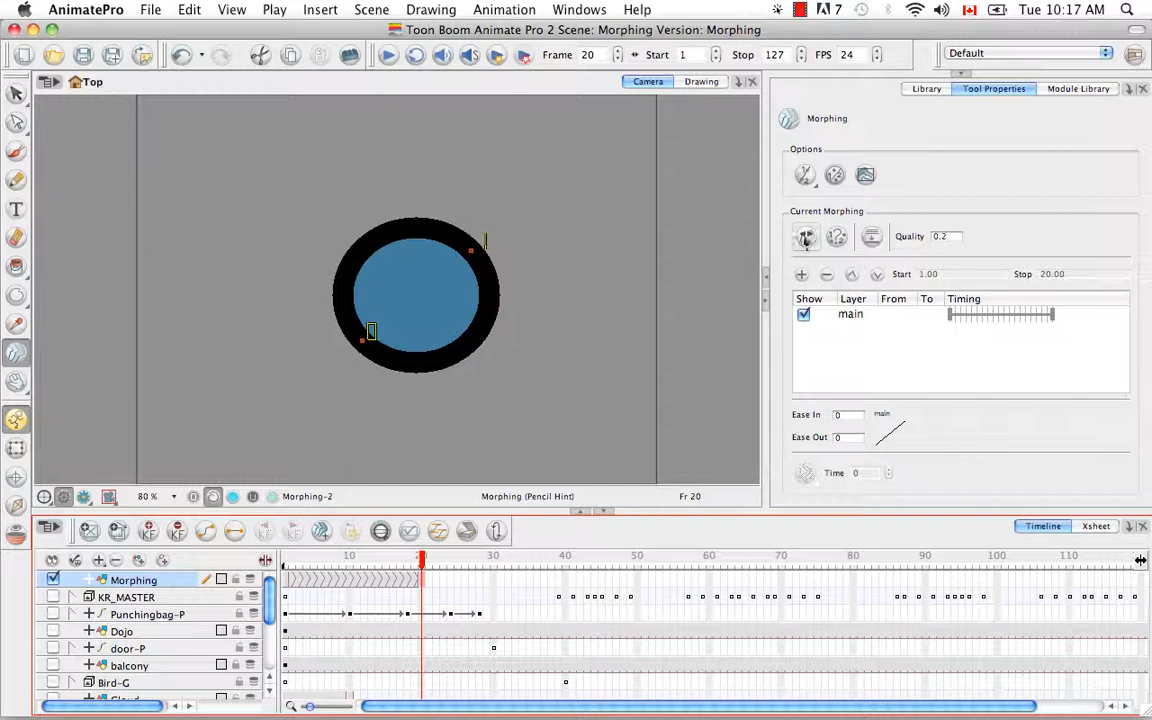 AnimatePro File Edit View Play Insert Scene Drawing Animation Windows Help 7 Tue 10:17 AM
Toon Boom Animate Pro 2 Scene: Morphing Version: Morphing
Frame 20 Start 1 Stop 127 FPS 24 Default
Top Camera Drawing Library Tool Properties Module Library
Morphing
Options
Current Morphing
Quality 0.2
Start 1.00 Stop 20.00
Show Layer From To Timing
main
Ease In 0 main
Ease Out 0
Time 0
80 % Morphing-2 Morphing (Pencil Hint) Fr 20
Timeline Xsheet
10 30 40 50 60 70 80 90 100 110
Morphing
KR_MASTER
Punchingbag-P
Dojo
door-P
balcony
Bird-G